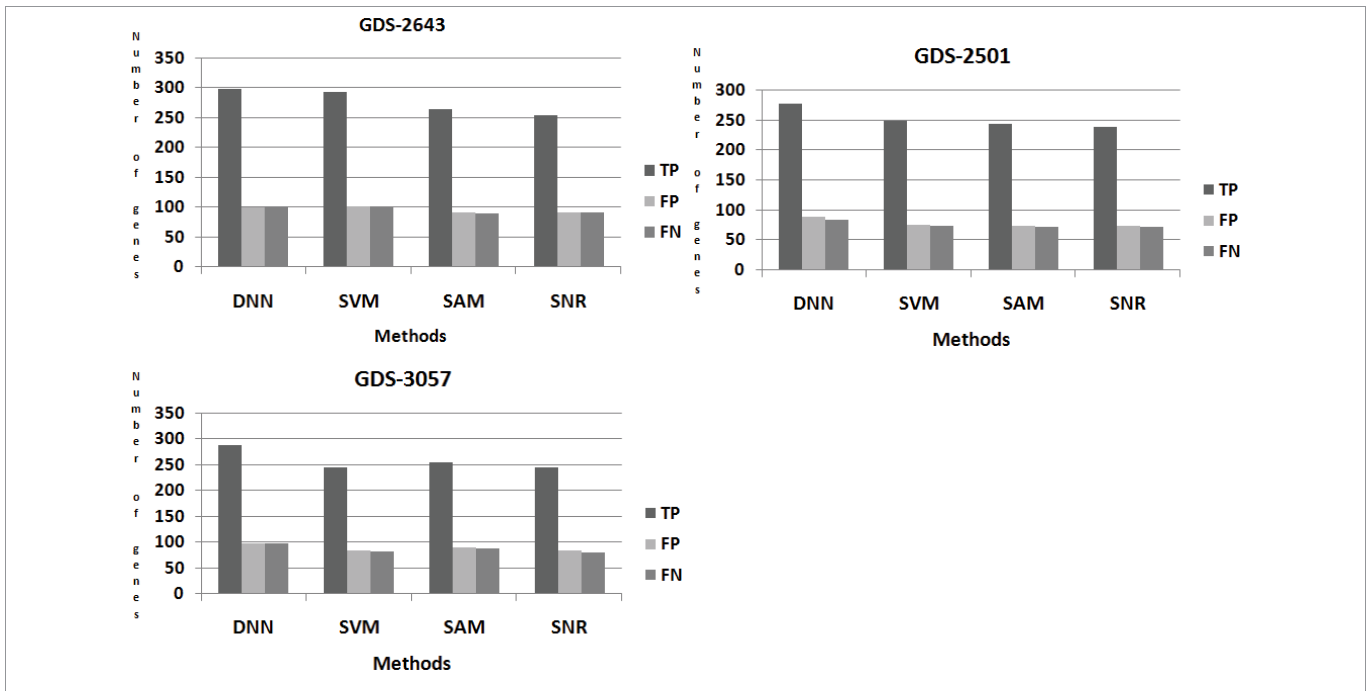 GDS-2643
Number of genes
350
300
250
200
150
100
50
0
DNN SVM SAM SNR
Methods
TP
FP
FN
GDS-2501
Number of genes
300
250
200
150
100
50
0
DNN SVM SAM SNR
Methods
TP
FP
FN
GDS-3057
Number of genes
350
300
250
200
150
100
50
0
DNN SVM SAM SNR
Methods
TP
FP
FN